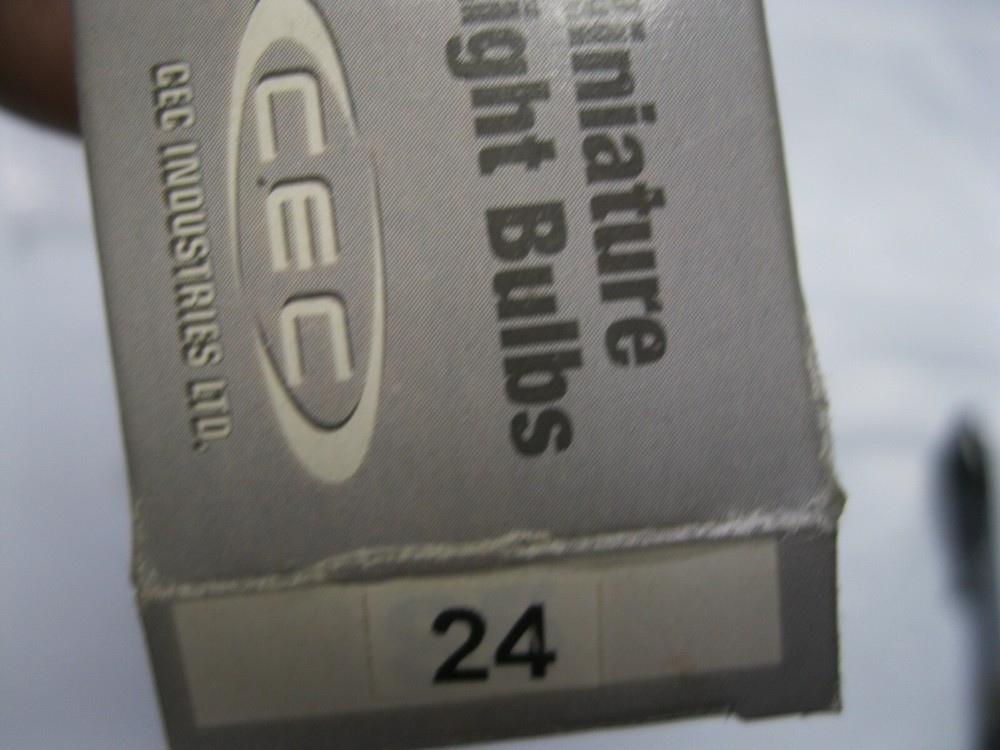 iniature
ight Bulbs
CEC
CEC INDUSTRIES LTD.
24